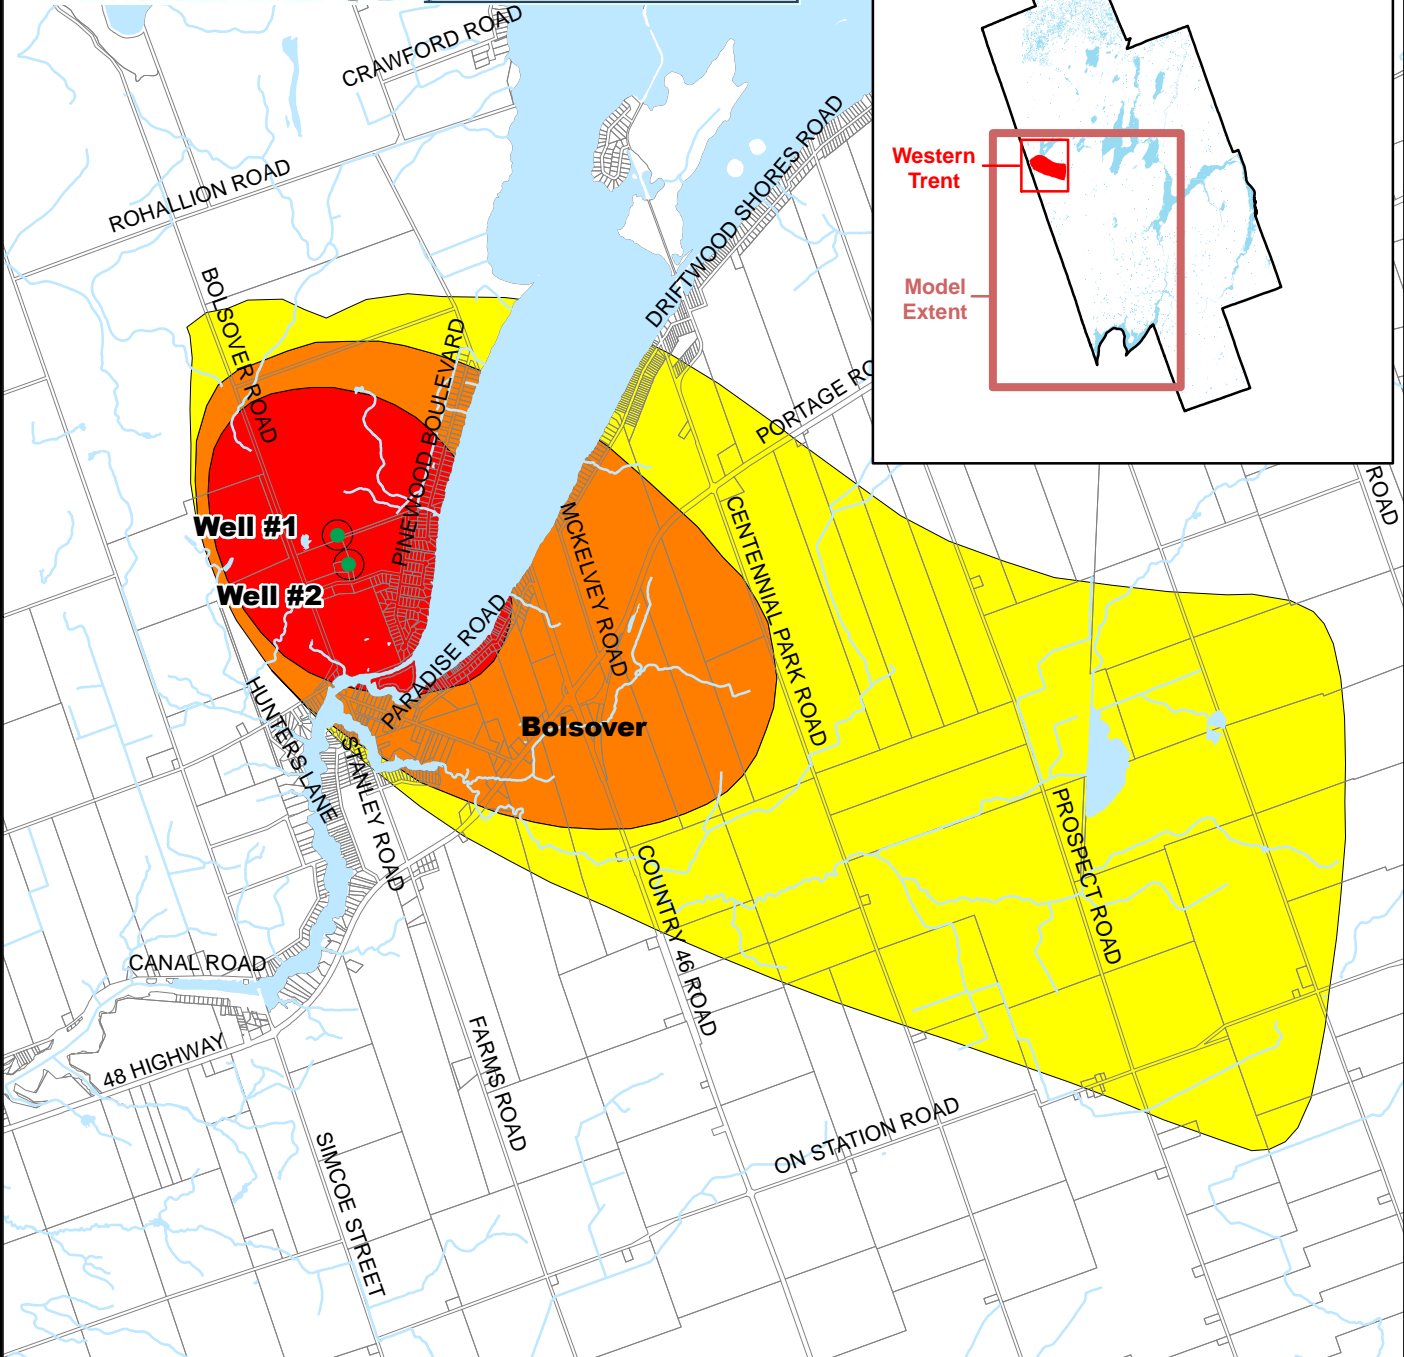 CRAWFORD ROAD
ROHALLION ROAD
DRIFTWOOD SHORES ROAD
Western
Trent
Model
Extent
BOLSOVER ROAD
PINEWOOD BOULEVARD
PORTAGE RO
ROAD
Well #1
Well #2
MCKELVEY ROAD
CENTENNIAL PARK ROAD
PARADISE ROAD
Bolsover
HUNTERS LANE
STANLEY ROAD
PROSPECT ROAD
COUNTRY 46 ROAD
CANAL ROAD
48 HIGHWAY
FARMS ROAD
ON STATION ROAD
SIMCOE STREET